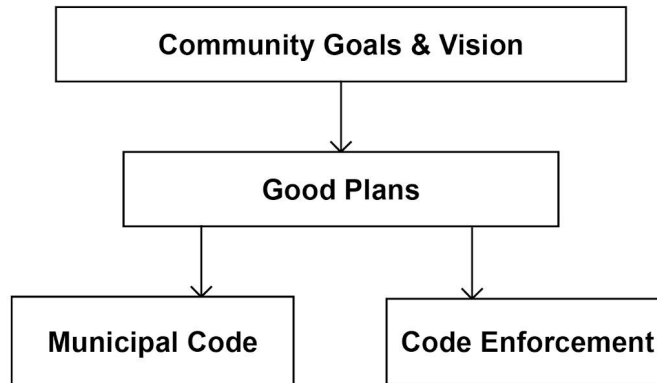 Community Goals & Vision
Good Plans
Municipal Code
Code Enforcement